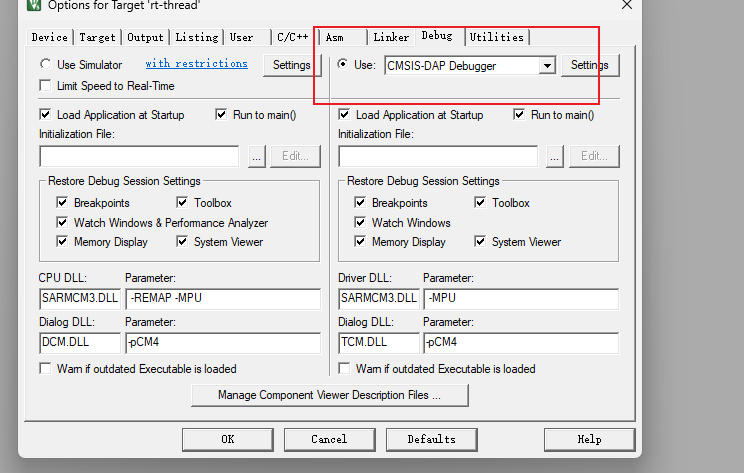 Options for Target 'rt-thread'
Device Target Output Listing User C/C++ Asm Linker Debug Utilities
Use Simulator with restrictions Settings Use: CMSIS-DAP Debugger Settings
Limit Speed to Real-Time
Load Application at Startup Run to main() Load Application at Startup Run to main()
Initialization File: Initialization File:
... Edit... ... Edit...
Restore Debug Session Settings Restore Debug Session Settings
Breakpoints Toolbox Breakpoints Toolbox
Watch Windows & Performance Analyzer Watch Windows
Memory Display System Viewer Memory Display System Viewer
CPU DLL: Parameter: Driver DLL: Parameter:
SARMCM3.DLL -REMAP -MPU SARMCM3.DLL -MPU
Dialog DLL: Parameter: Dialog DLL: Parameter:
DCM.DLL -pCM4 TCM.DLL -pCM4
Warn if outdated Executable is loaded Warn if outdated Executable is loaded
Manage Component Viewer Description Files ...
OK Cancel Defaults Help